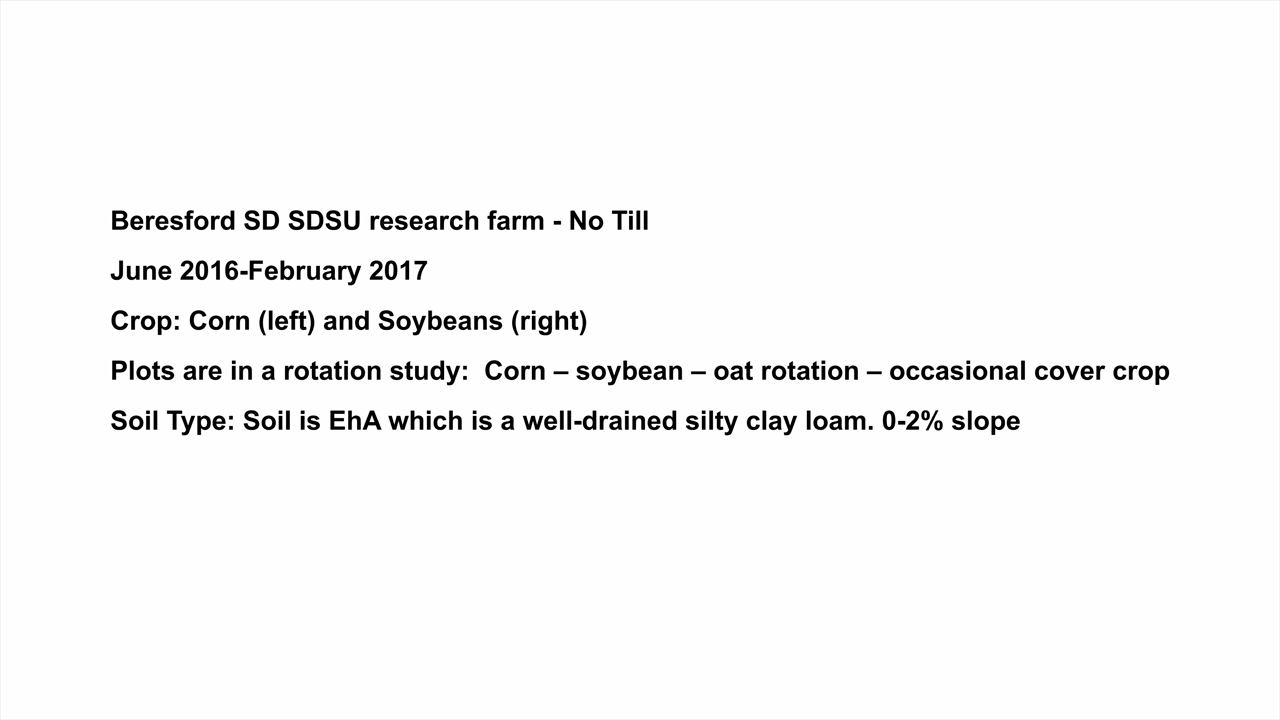 Beresford SD SDSU research farm - No Till
June 2016-February 2017
Crop: Corn (left) and Soybeans (right)
Plots are in a rotation study:  Corn – soybean – oat rotation – occasional cover crop
Soil Type: Soil is EhA which is a well-drained silty clay loam. 0-2% slope